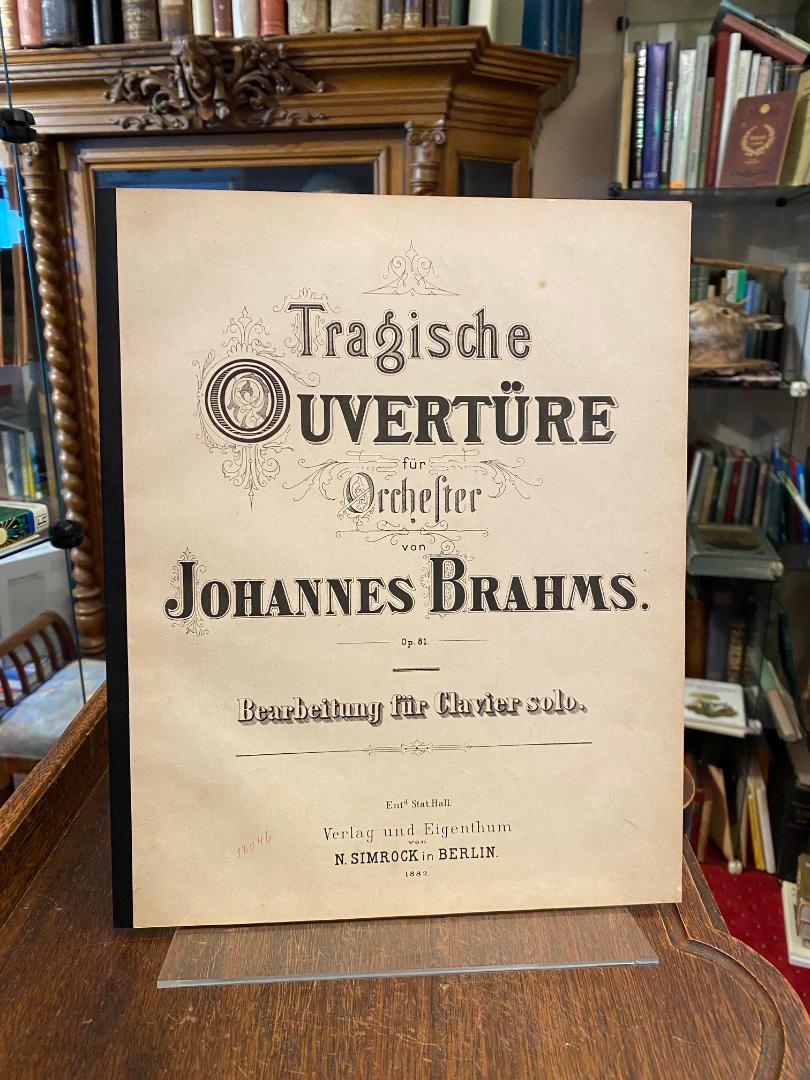 Tragische
OUVERTÜRE
für
Orchester
von
JOHANNES BRAHMS.
Op. 81.
Bearbeitung für Clavier solo.
Entd Stat. Hall.
Verlag und Eigenthum
von
N. SIMROCK in BERLIN.
1882.
12046